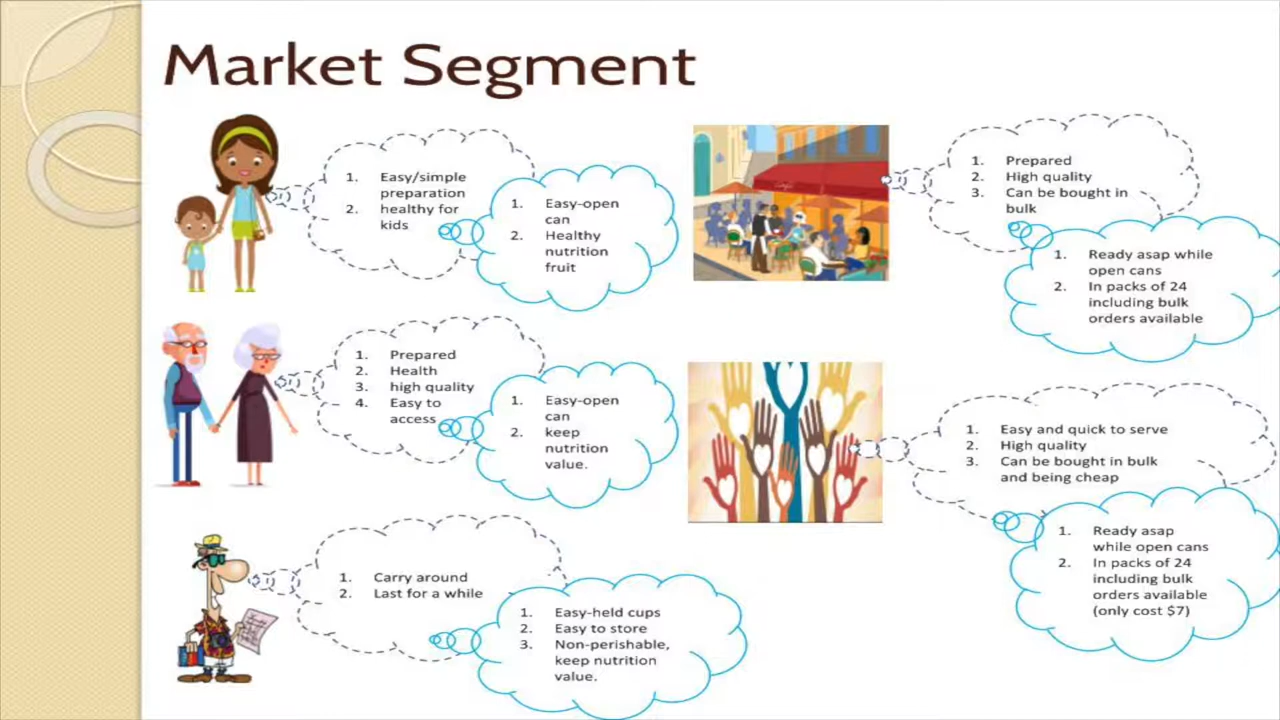 Market Segment
1. Easy/simple
preparation
2. healthy for
kids
1. Easy-open
can
2. Healthy
nutrition
fruit
1. Prepared
2. High quality
3. Can be bought in
bulk
1. Ready asap while
open cans
2. In packs of 24
including bulk
orders available
1. Prepared
2. Health
3. high quality
4. Easy to
access
1. Easy-open
can
2. keep
nutrition
value.
1. Easy and quick to serve
2. High quality
3. Can be bought in bulk
and being cheap
1. Ready asap
while open cans
2. In packs of 24
including bulk
orders available
(only cost $7)
1. Carry around
2. Last for a while
1. Easy-held cups
2. Easy to store
3. Non-perishable,
keep nutrition
value.